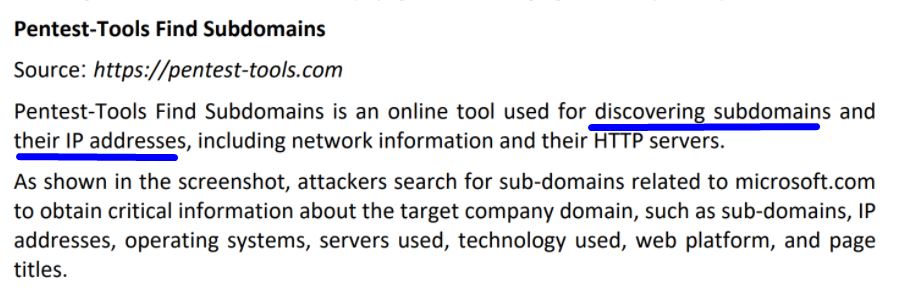 Pentest-Tools Find Subdomains
Source: https://pentest-tools.com
Pentest-Tools Find Subdomains is an online tool used for discovering subdomains and
their IP addresses, including network information and their HTTP servers.
As shown in the screenshot, attackers search for sub-domains related to microsoft.com
to obtain critical information about the target company domain, such as sub-domains, IP
addresses, operating systems, servers used, technology used, web platform, and page
titles.